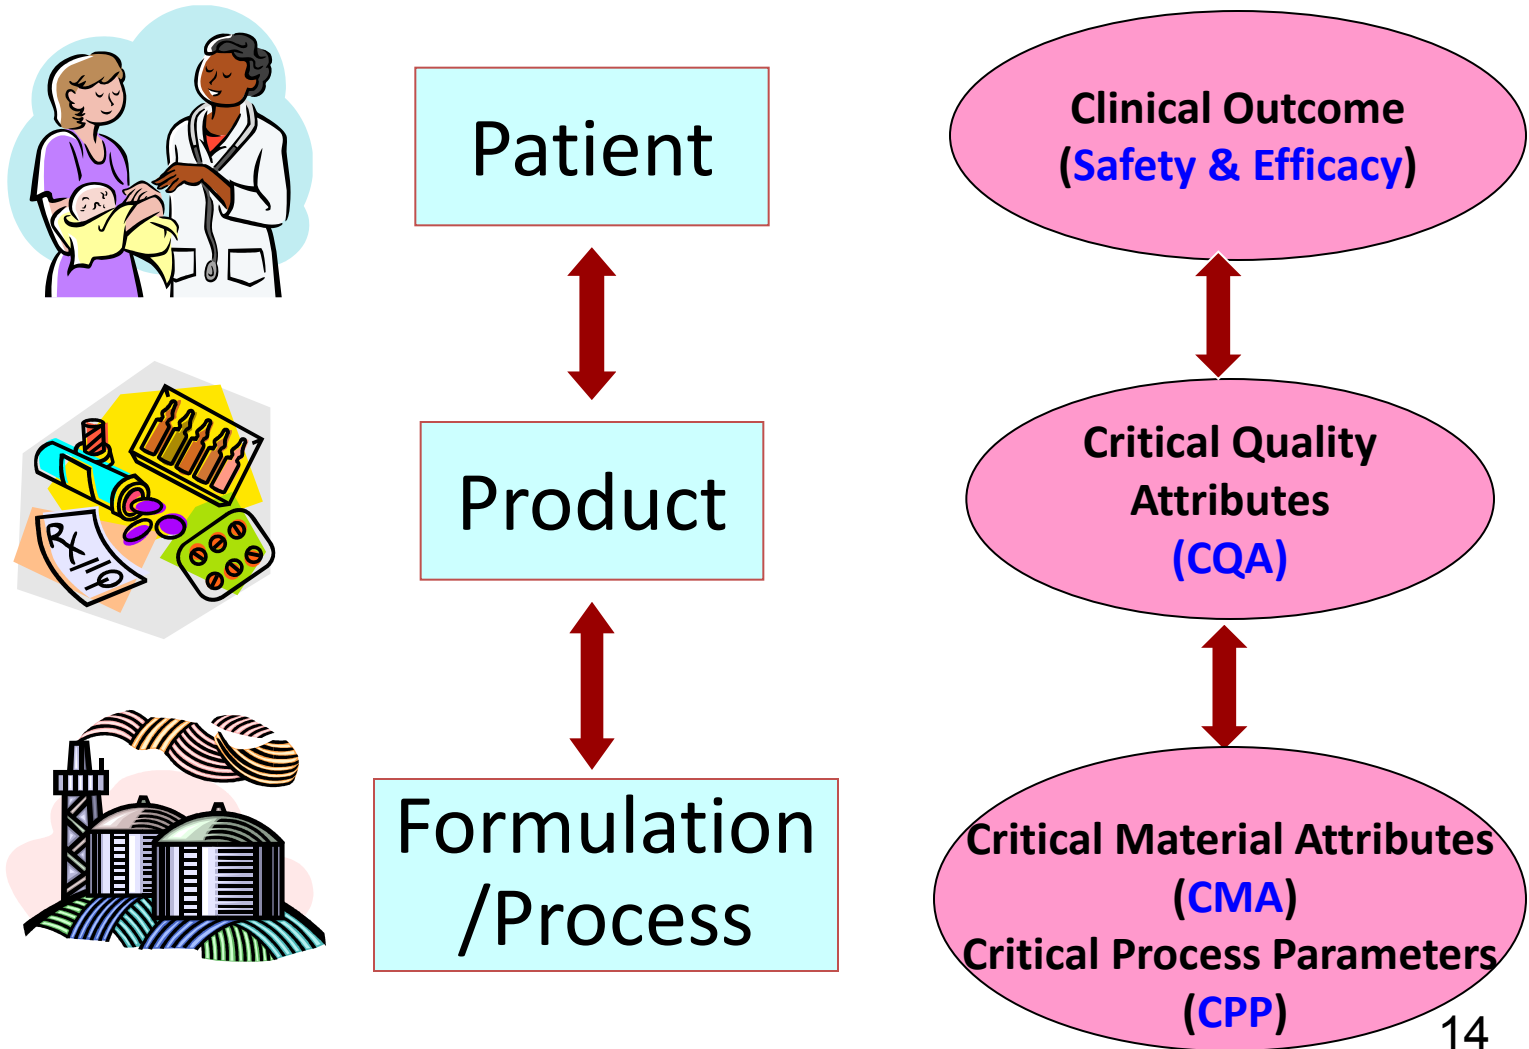 Patient
Clinical Outcome
(Safety & Efficacy)
Product
Critical Quality
Attributes
(CQA)
Rx
Formulation
/Process
Critical Material Attributes
(CMA)
Critical Process Parameters
(CPP)
14